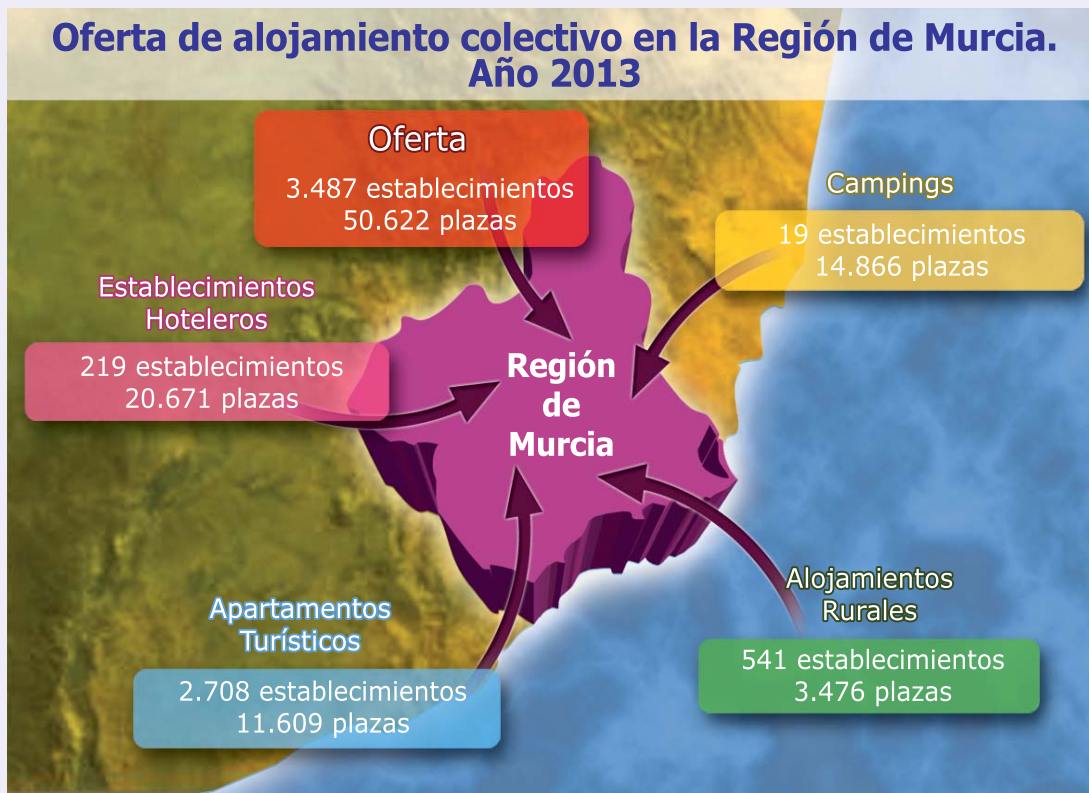 Oferta de alojamiento colectivo en la Región de Murcia.
Año 2013
Oferta
3.487 establecimientos
50.622 plazas
Campings
19 establecimientos
14.866 plazas
Establecimientos
Hoteleros
219 establecimientos
20.671 plazas
Región
de
Murcia
Apartamentos
Turísticos
2.708 establecimientos
11.609 plazas
Alojamientos
Rurales
541 establecimientos
3.476 plazas